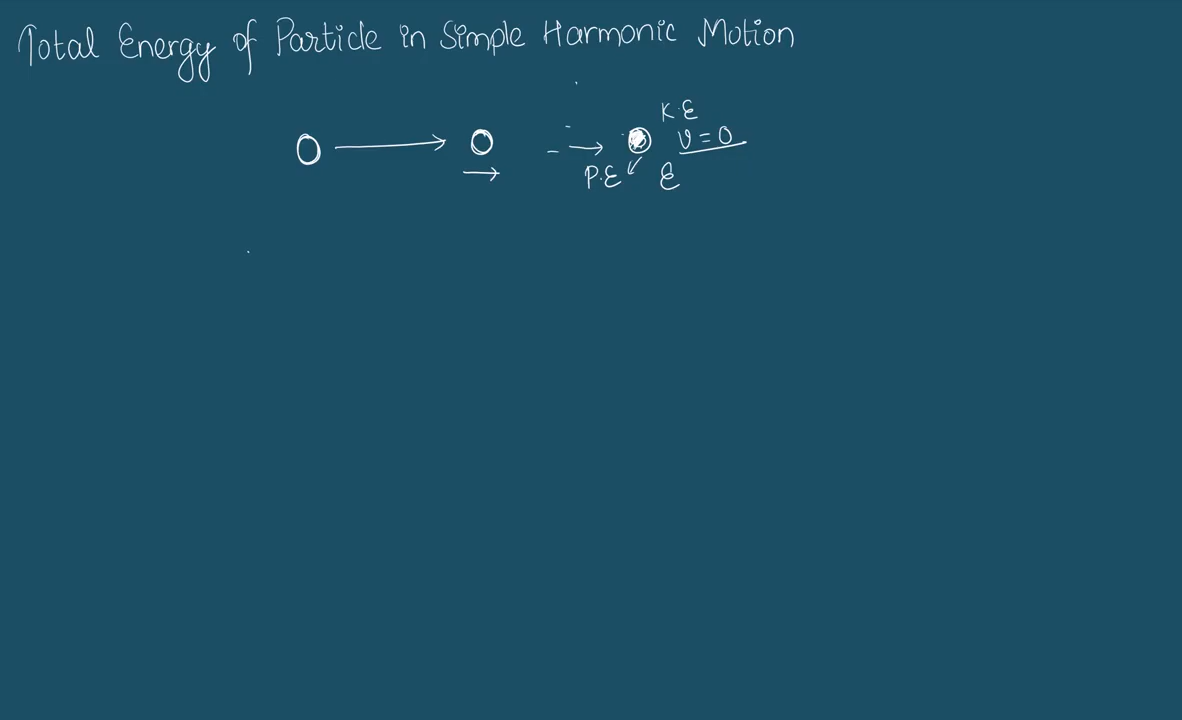 Total Energy of Particle in Simple Harmonic Motion
K.E
v = 0
P.E E